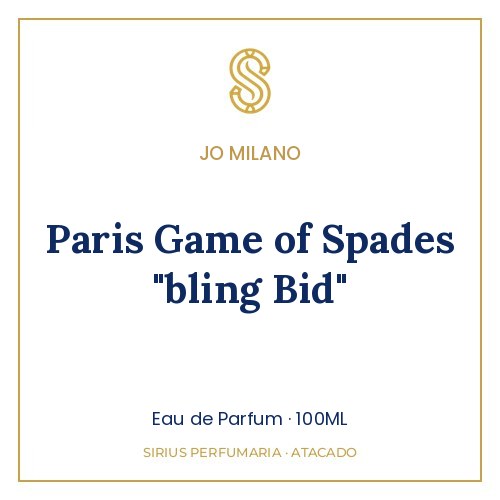 JO MILANO
Paris Game of Spades
"bling Bid"
Eau de Parfum · 100ML
SIRIUS PERFUMARIA · ATACADO